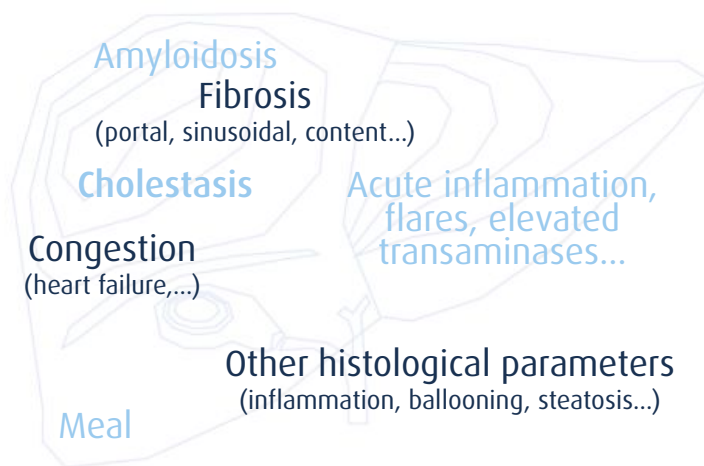 Amyloidosis
Fibrosis
(portal, sinusoidal, content...)
Cholestasis
Acute inflammation,
flares, elevated
transaminases...
Congestion
(heart failure,...)
Other histological parameters
(inflammation, ballooning, steatosis...)
Meal